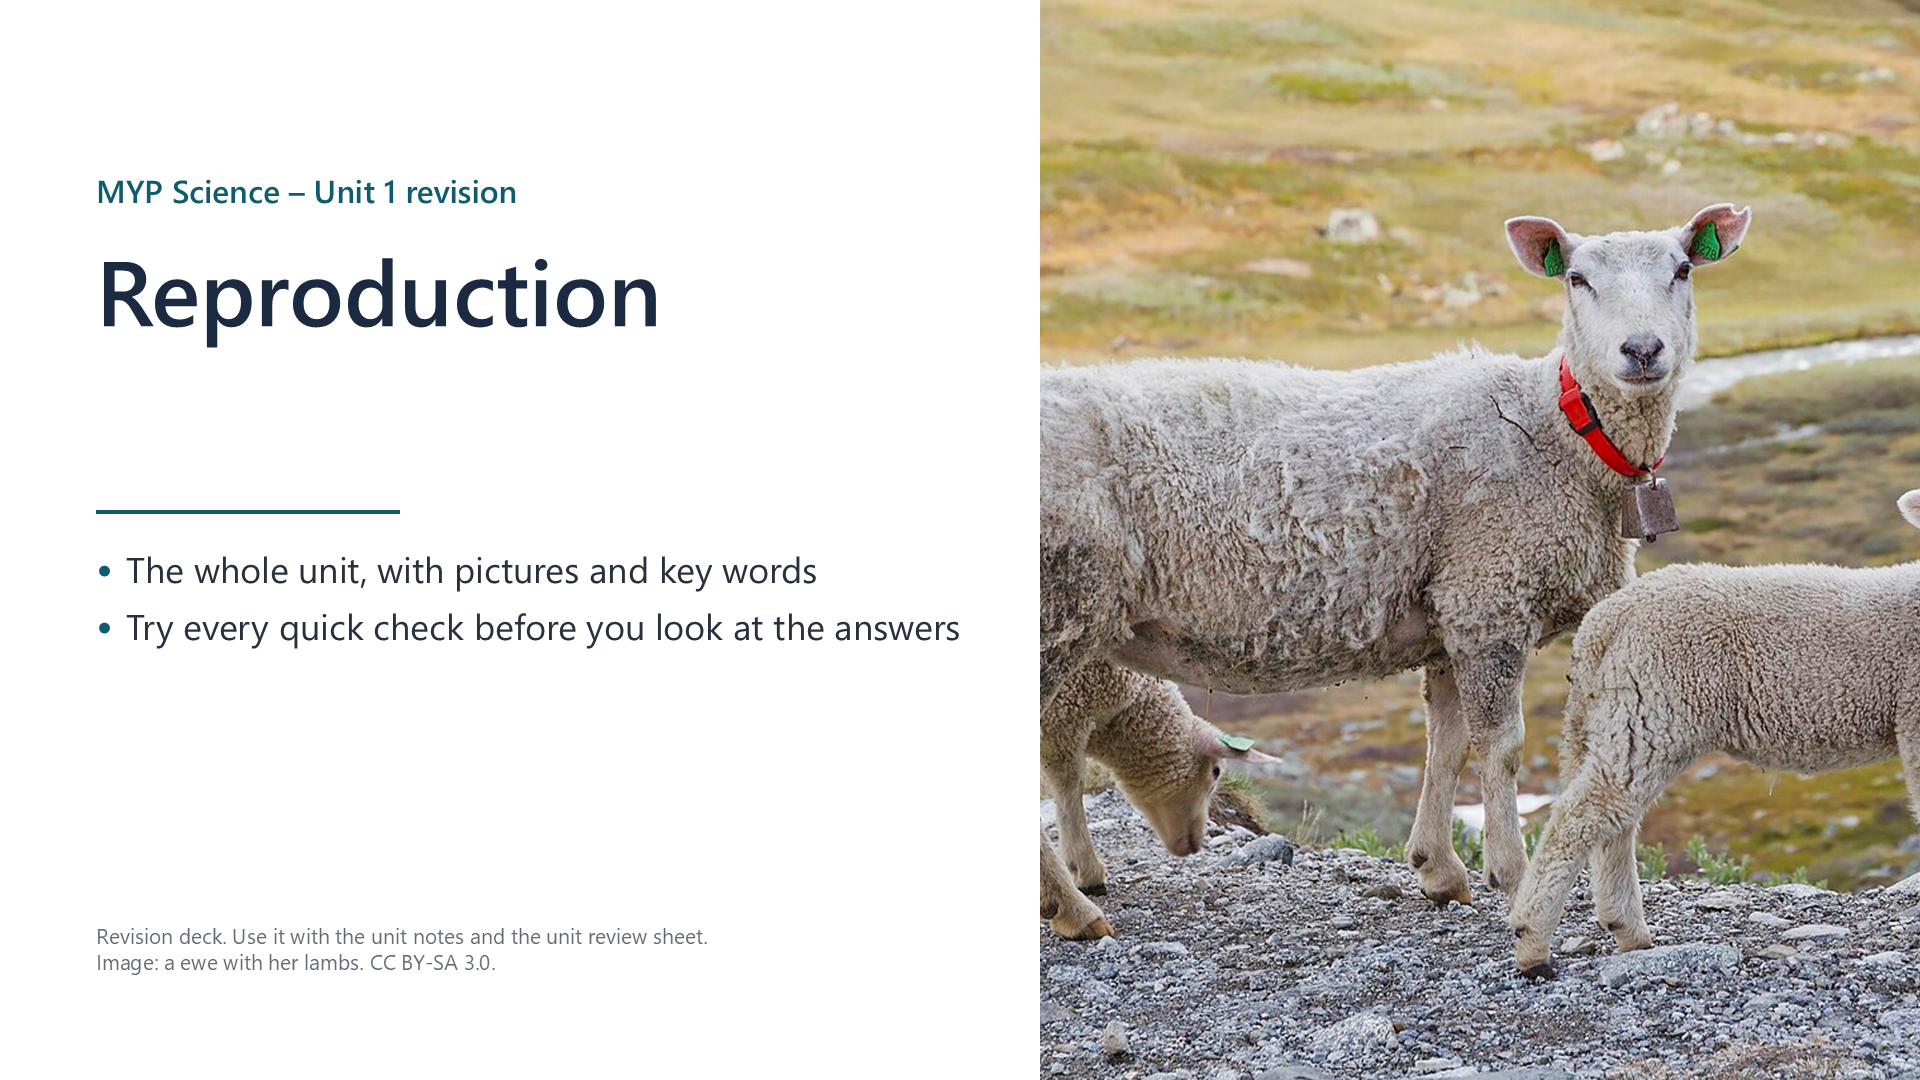 MYP Science – Unit 1 revision
Reproduction
• The whole unit, with pictures and key words
• Try every quick check before you look at the answers
Revision deck. Use it with the unit notes and the unit review sheet.
Image: a ewe with her lambs. CC BY-SA 3.0.